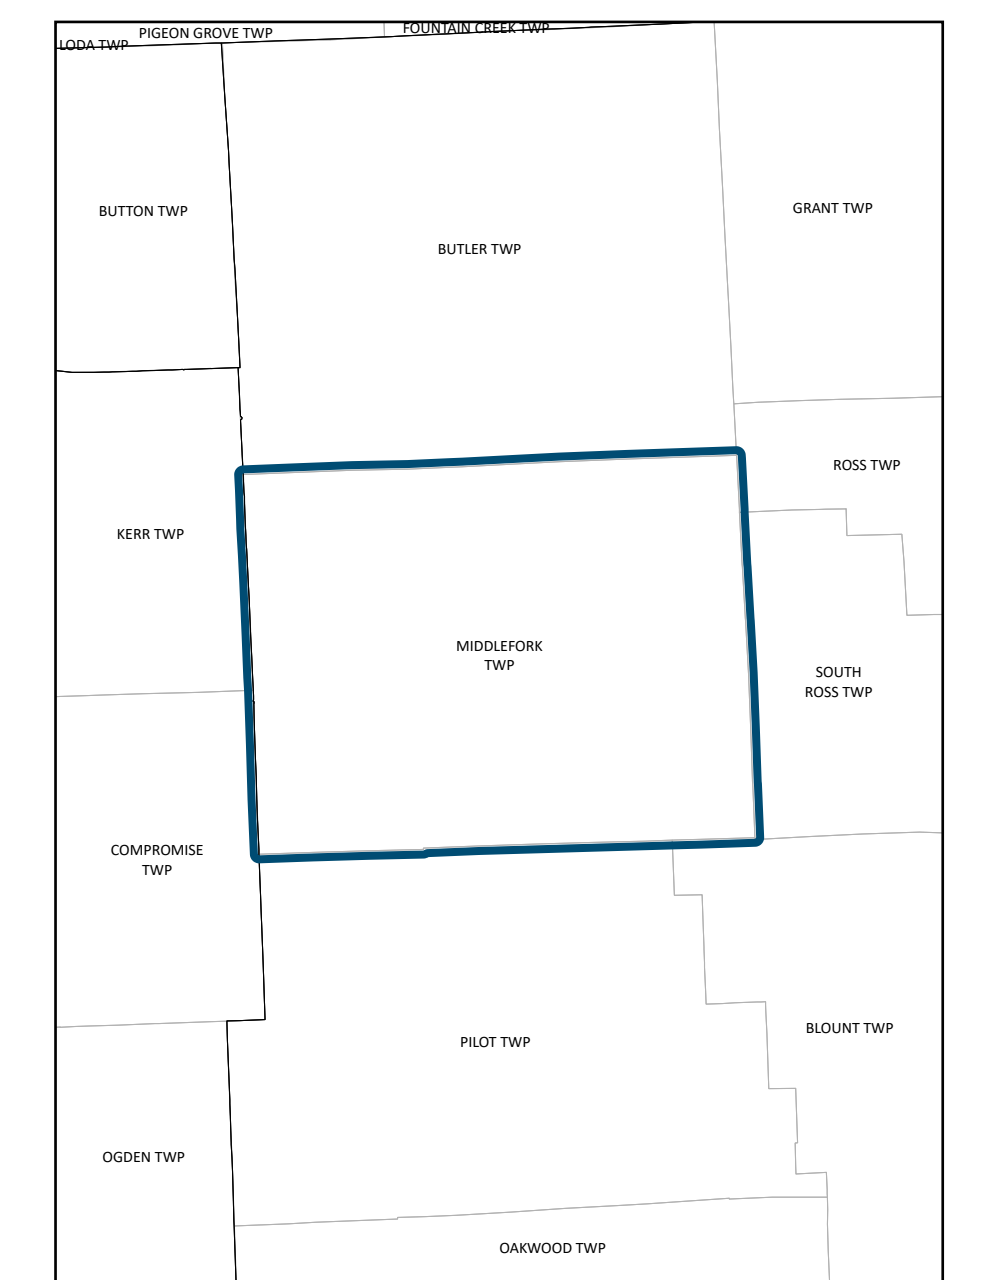 FOUNTAIN CREEK TWP
PIGEON GROVE TWP
LODA TWP
BUTTON TWP
GRANT TWP
BUTLER TWP
ROSS TWP
KERR TWP
MIDDLEFORK
TWP
SOUTH
ROSS TWP
COMPROMISE
TWP
BLOUNT TWP
PILOT TWP
OGDEN TWP
OAKWOOD TWP